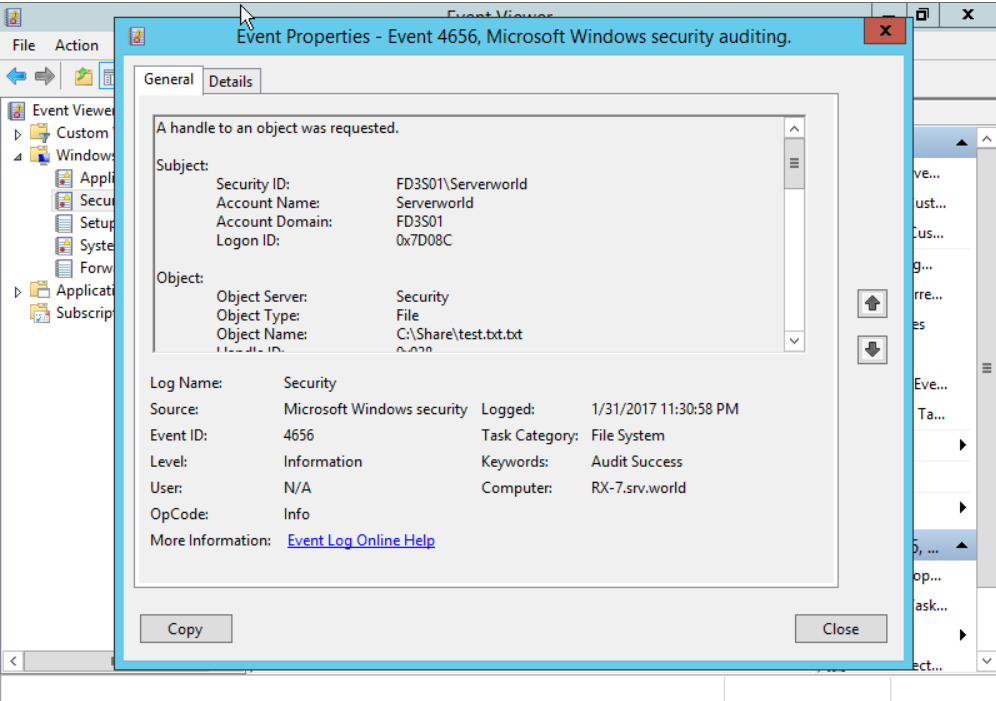 Event Viewer
Event Properties - Event 4656, Microsoft Windows security auditing.
File Action
General Details
Event Viewer
Custom
Windows
Appli
Secur
Setup
Syste
Forw
Applicati
Subscrip
A handle to an object was requested.
Subject:
Security ID: FD3S01\Serverworld
Account Name: Serverworld
Account Domain: FD3S01
Logon ID: 0x7D08C
Object:
Object Server: Security
Object Type: File
Object Name: C:\Share\test.txt.txt
Handle ID:
Log Name: Security
Source: Microsoft Windows security Logged: 1/31/2017 11:30:58 PM
Event ID: 4656 Task Category: File System
Level: Information Keywords: Audit Success
User: N/A Computer: RX-7.srv.world
OpCode: Info
More Information: Event Log Online Help
Copy Close
ve...
ust...
Cus...
g...
rre...
es
Eve...
Ta...
op...
ask...
ect...